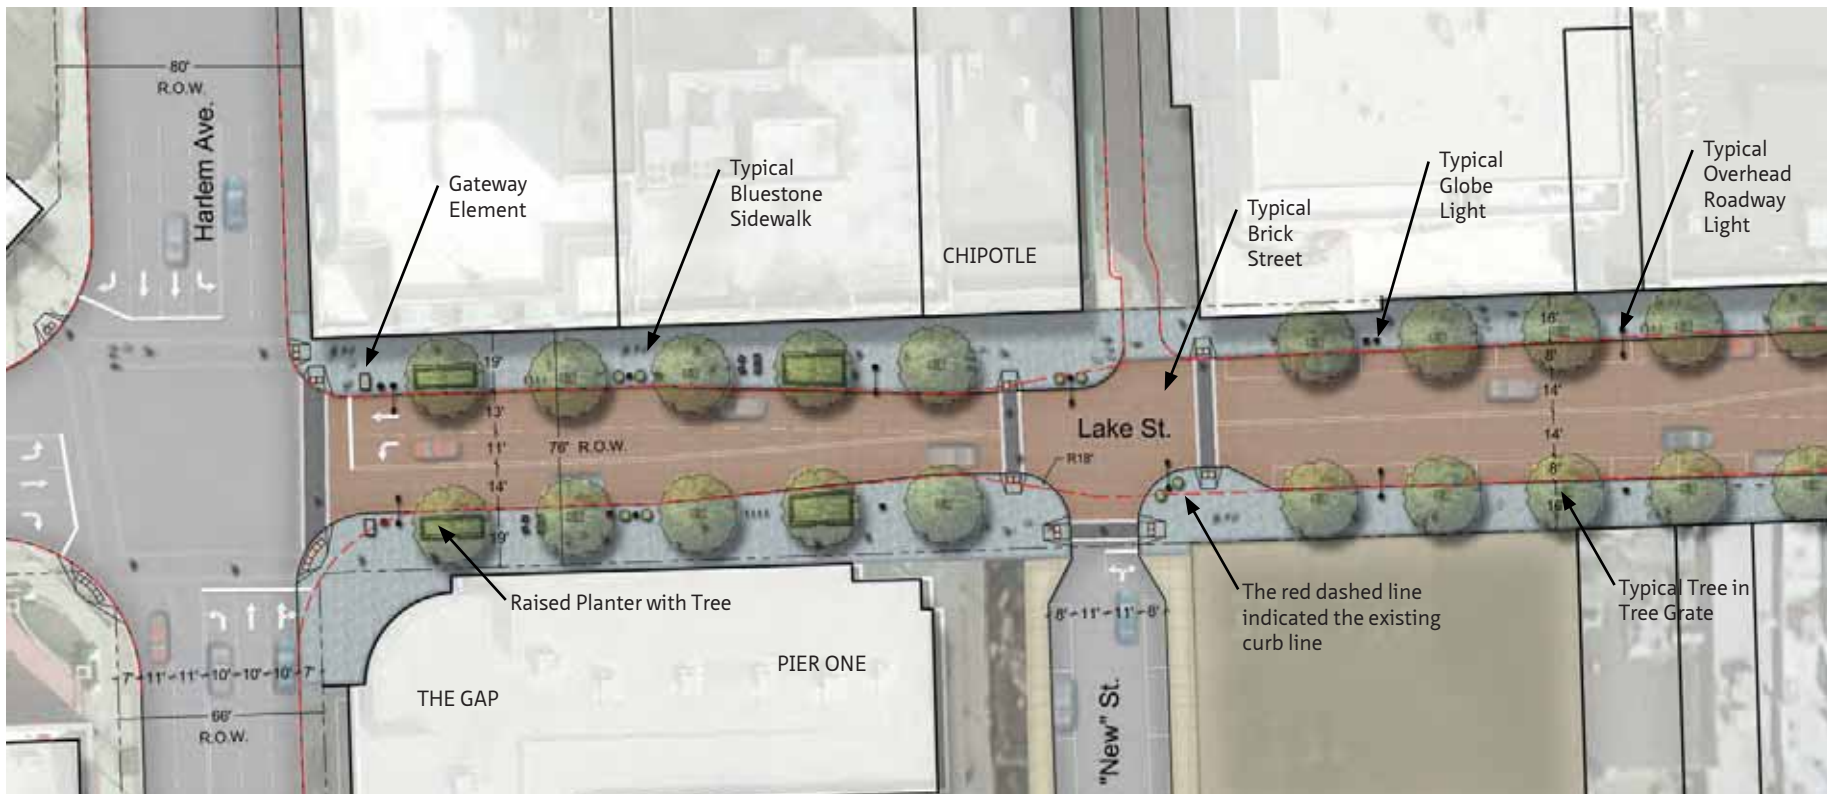 80'
R.O.W.
Harlem Ave.
Gateway
Element
Typical
Bluestone
Sidewalk
CHIPOTLE
Typical
Brick
Street
Typical
Globe
Light
Typical
Overhead
Roadway
Light
19'
13'
11'
14'
19'
76' R.O.W.
Lake St.
R18'
16'
8'
14'
14'
8'
16'
Raised Planter with Tree
The red dashed line
indicated the existing
curb line
Typical Tree in
Tree Grate
8' 11' 11' 8'
PIER ONE
THE GAP
7' 11' 11' 10' 10' 10' 7'
66'
R.O.W.
"New" St.